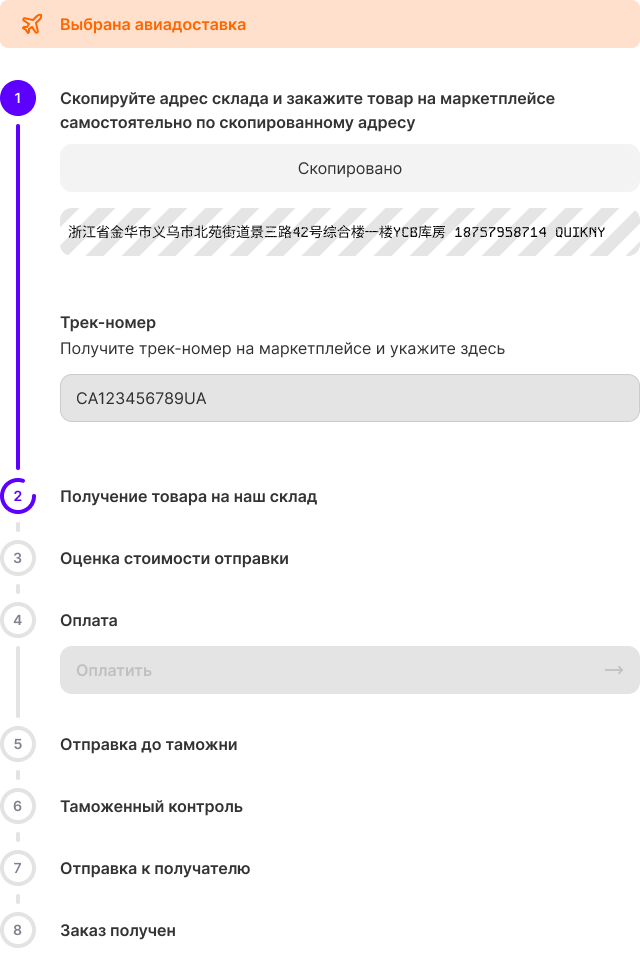 Выбрана авиадоставка
1
Скопируйте адрес склада и закажите товар на маркетплейсе
самостоятельно по скопированному адресу
Скопировано
浙江省金华市义乌市北苑街道景三路42号综合楼一楼YCB库房 18757958714 QUIKNY
Трек-номер
Получите трек-номер на маркетплейсе и укажите здесь
CA123456789UA
2 Получение товара на наш склад
3 Оценка стоимости отправки
4 Оплата
Оплатить →
5 Отправка до таможни
6 Таможенный контроль
7 Отправка к получателю
8 Заказ получен